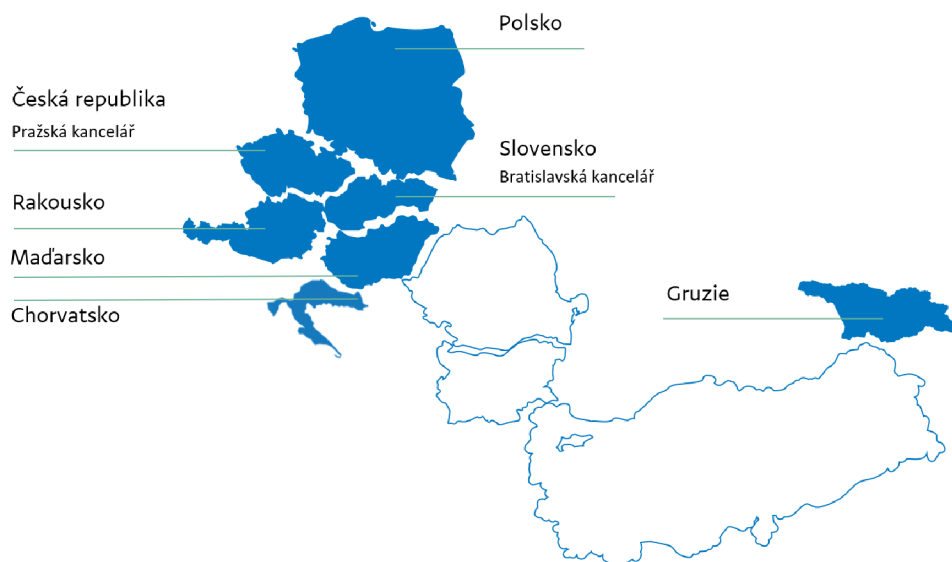 Polsko
Česká republika
Pražská kancelář
Slovensko
Bratislavská kancelář
Rakousko
Maďarsko
Chorvatsko
Gruzie